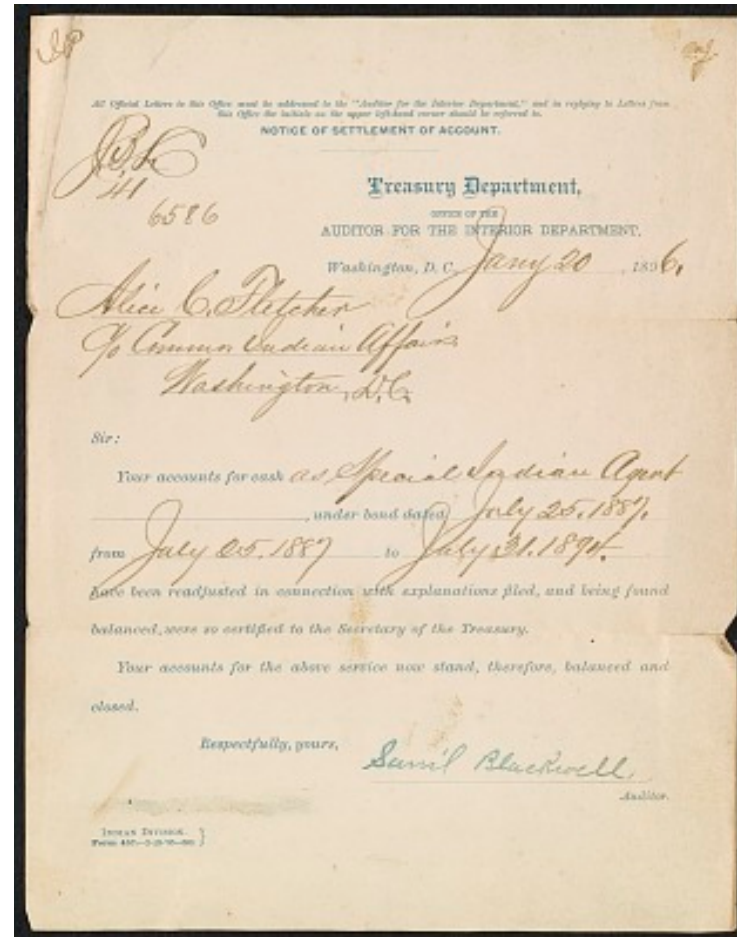 All Official Letters to this Office must be addressed to the "Auditor for the Interior Department," and in replying to Letters from
this Office the initials on the upper left-hand corner should be referred to.
NOTICE OF SETTLEMENT OF ACCOUNT.
41
6586
Treasury Department,
OFFICE OF THE
AUDITOR FOR THE INTERIOR DEPARTMENT,
Washington, D. C. Jany 20, 1896.
Alice C. Fletcher
c/o Commr Indian Affairs
Washington, D.C.
Sir:
Your accounts for cash as Special Indian Agent
, under bond dated July 25, 1887,
from July 25, 1887 to July 31, 1894.
have been readjusted in connection with explanations filed, and being found
balanced, were so certified to the Secretary of the Treasury.
Your accounts for the above service now stand, therefore, balanced and
closed.
Respectfully, yours,
Saml Blackwell
Auditor.
INDIAN DIVISION.
Form 457